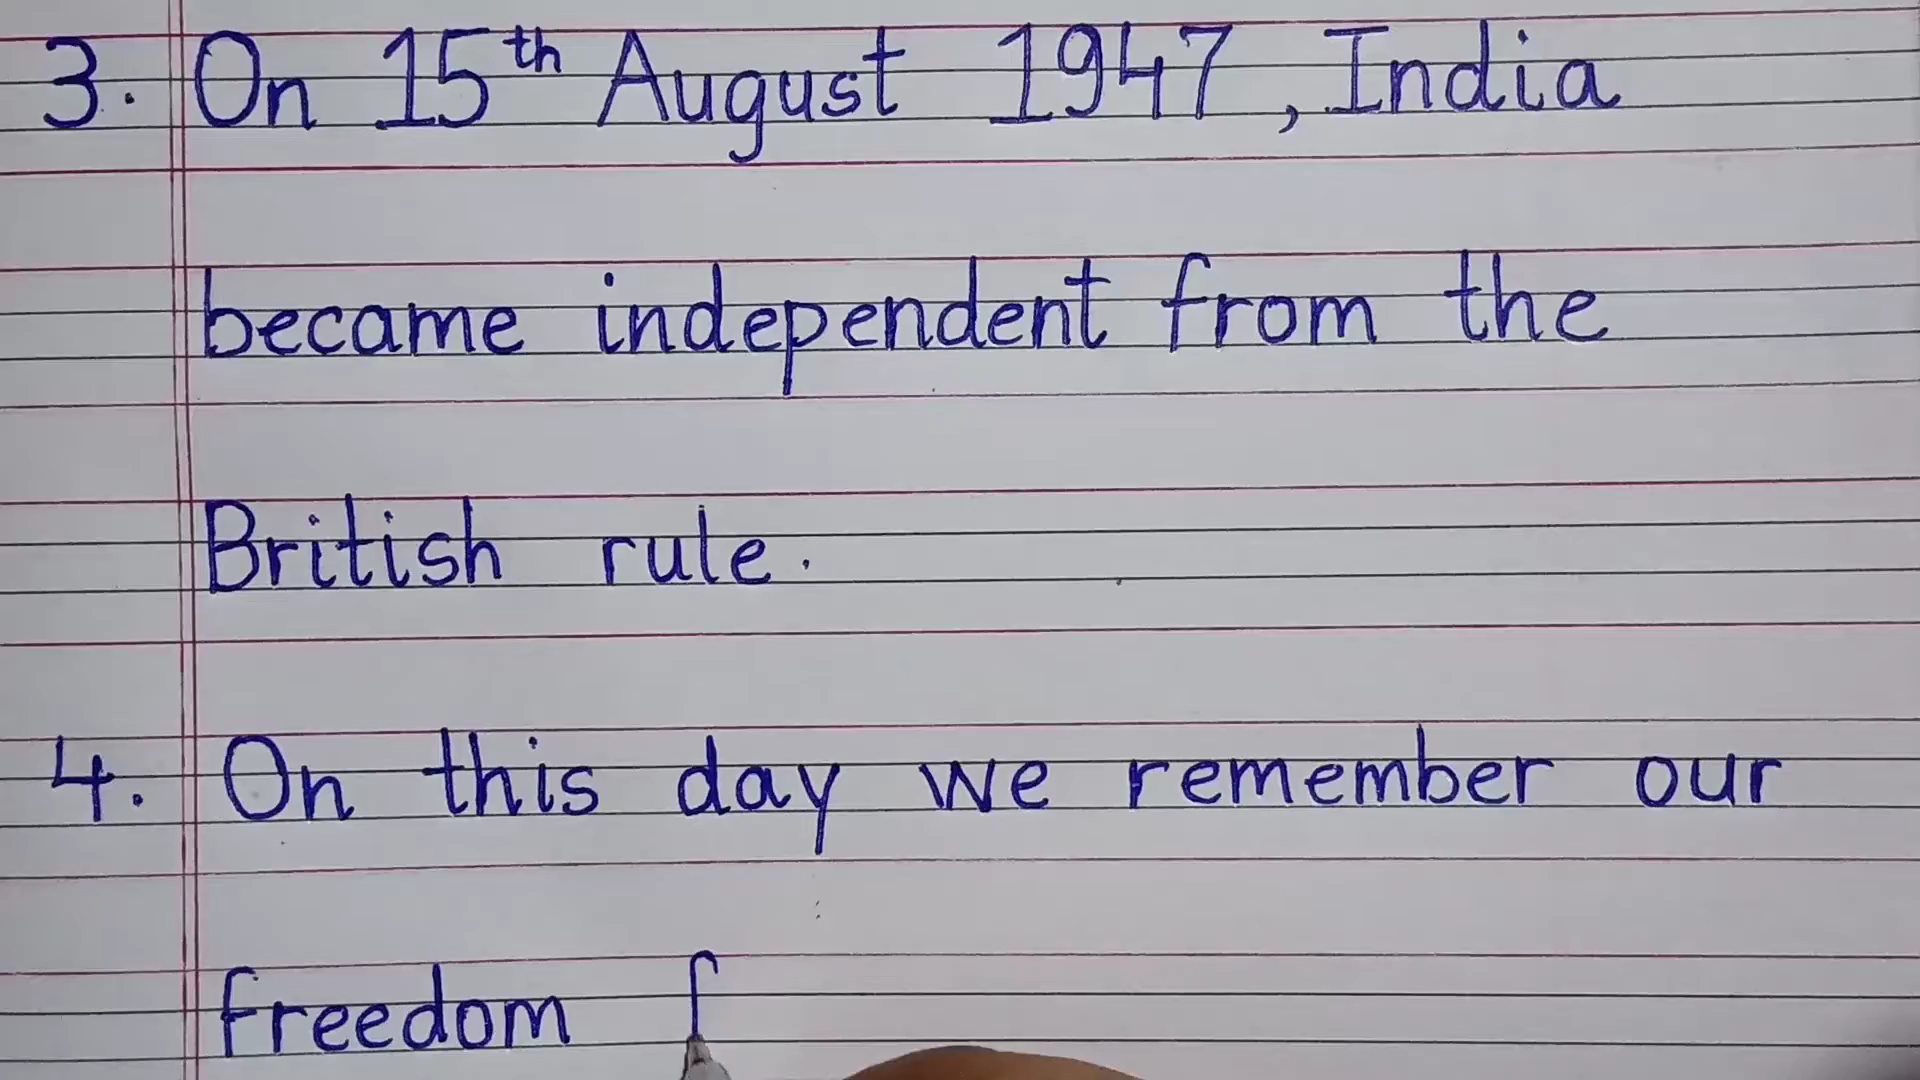 3. On 15th August 1947, India
became independent from the
British rule.
4. On this day we remember our
freedom f